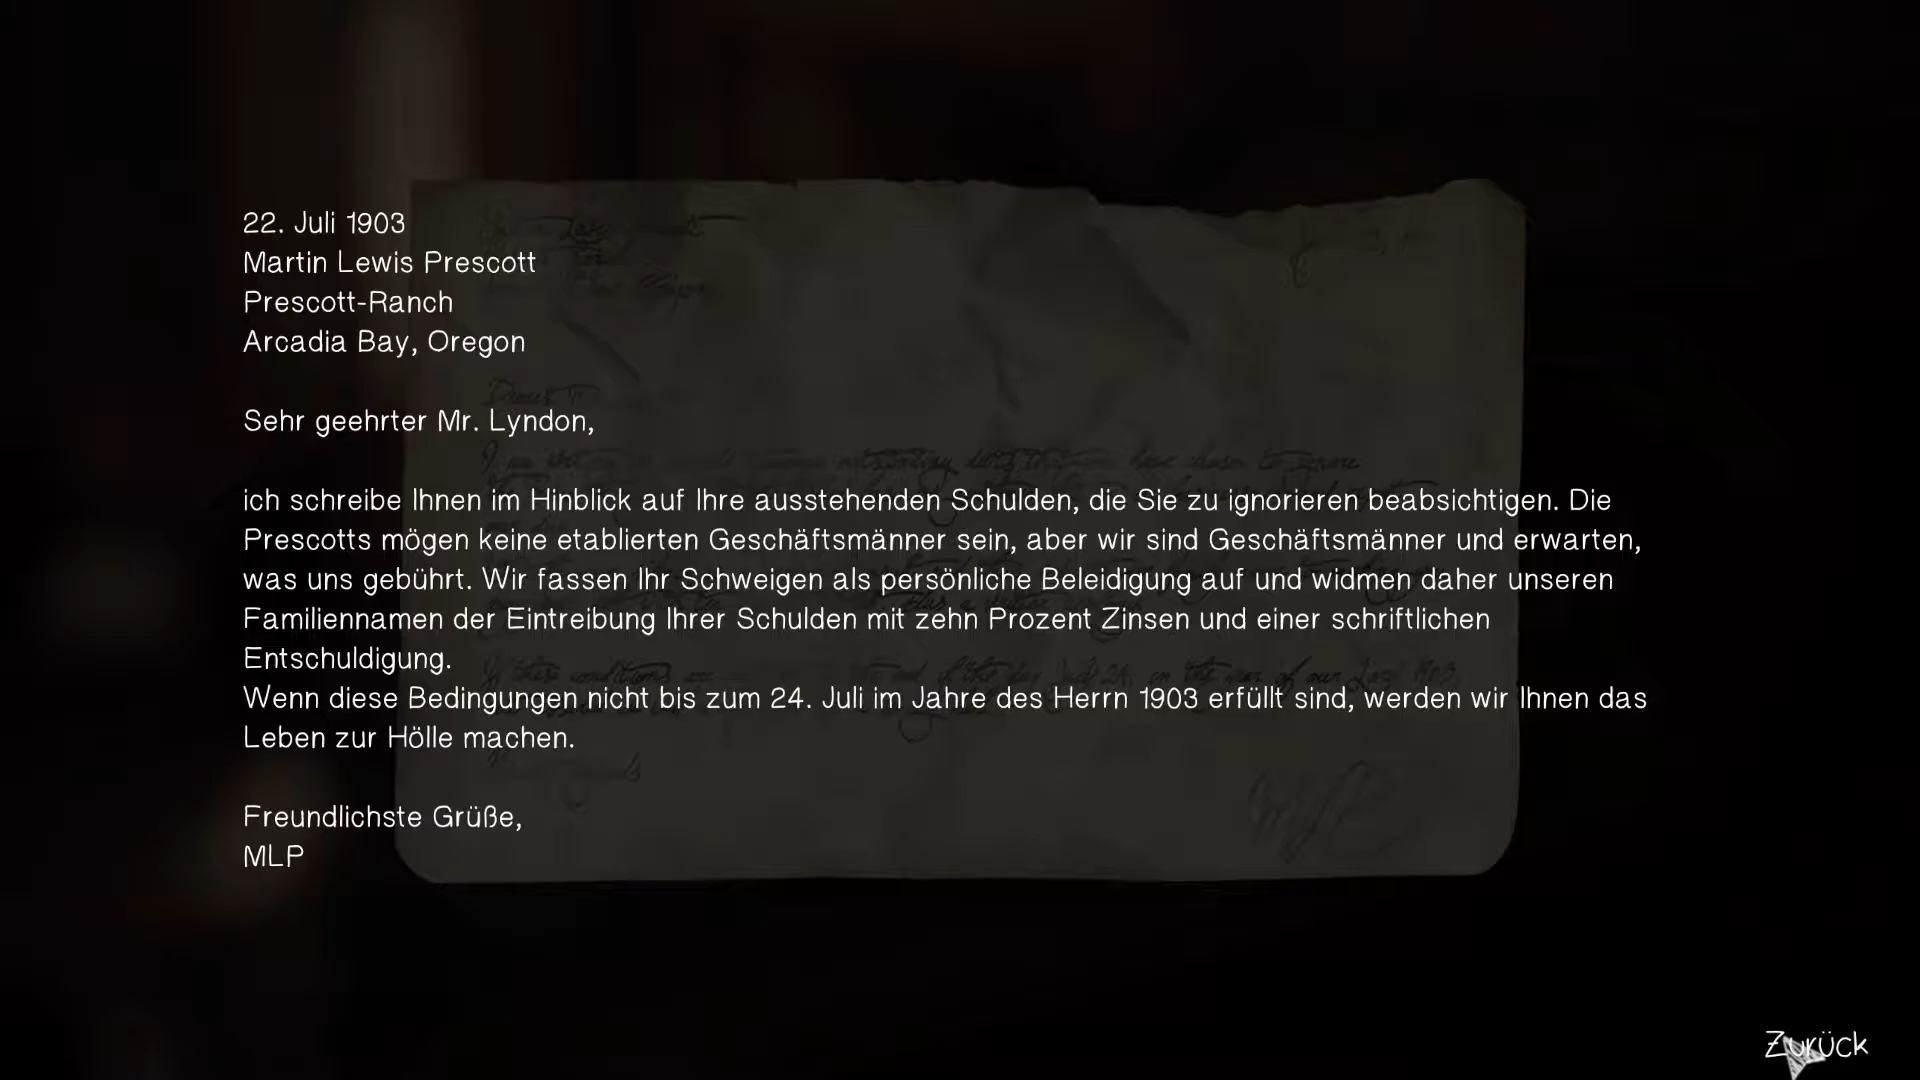 22. Juli 1903
Martin Lewis Prescott
Prescott-Ranch
Arcadia Bay, Oregon
Sehr geehrter Mr. Lyndon,
ich schreibe Ihnen im Hinblick auf Ihre ausstehenden Schulden, die Sie zu ignorieren beabsichtigen. Die
Prescotts mögen keine etablierten Geschäftsmänner sein, aber wir sind Geschäftsmänner und erwarten,
was uns gebührt. Wir fassen Ihr Schweigen als persönliche Beleidigung auf und widmen daher unseren
Familiennamen der Eintreibung Ihrer Schulden mit zehn Prozent Zinsen und einer schriftlichen
Entschuldigung.
Wenn diese Bedingungen nicht bis zum 24. Juli im Jahre des Herrn 1903 erfüllt sind, werden wir Ihnen das
Leben zur Hölle machen.
Freundlichste Grüße,
MLP
Zurück